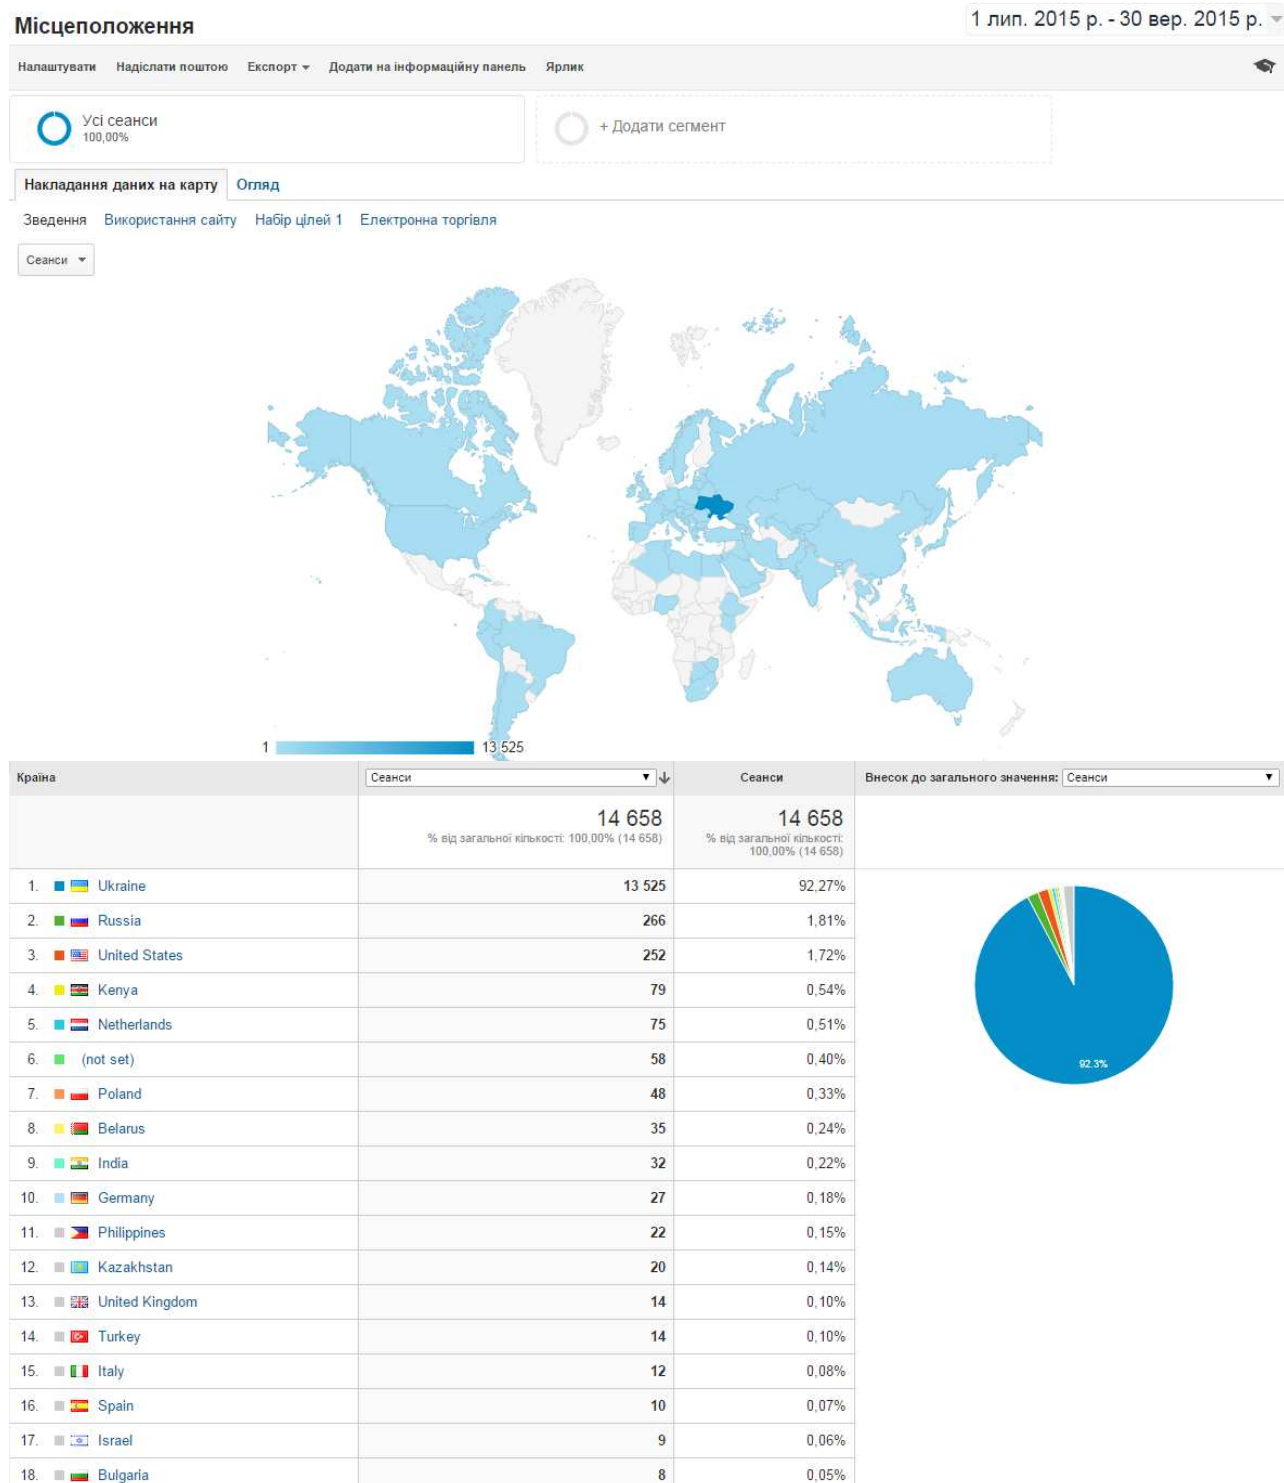 Місцеположення
1 лип. 2015 р. - 30 вер. 2015 р.
Налаштувати Надіслати поштою Експорт Додати на інформаційну панель Ярлик
Усі сеанси
100,00%
+ Додати сегмент
Накладання даних на карту Огляд
Зведення Використання сайту Набір цілей 1 Електронна торгівля
Сеанси
1 13 525
Країна Сеанси Сеанси Внесок до загального значення: Сеанси
14 658 14 658
% від загальної кількості: 100,00% (14 658) % від загальної кількості:
100,00% (14 658)
1. Ukraine 13 525 92,27%
2. Russia 266 1,81%
3. United States 252 1,72%
4. Kenya 79 0,54%
5. Netherlands 75 0,51%
6. (not set) 58 0,40%
92.3%
7. Poland 48 0,33%
8. Belarus 35 0,24%
9. India 32 0,22%
10. Germany 27 0,18%
11. Philippines 22 0,15%
12. Kazakhstan 20 0,14%
13. United Kingdom 14 0,10%
14. Turkey 14 0,10%
15. Italy 12 0,08%
16. Spain 10 0,07%
17. Israel 9 0,06%
18. Bulgaria 8 0,05%